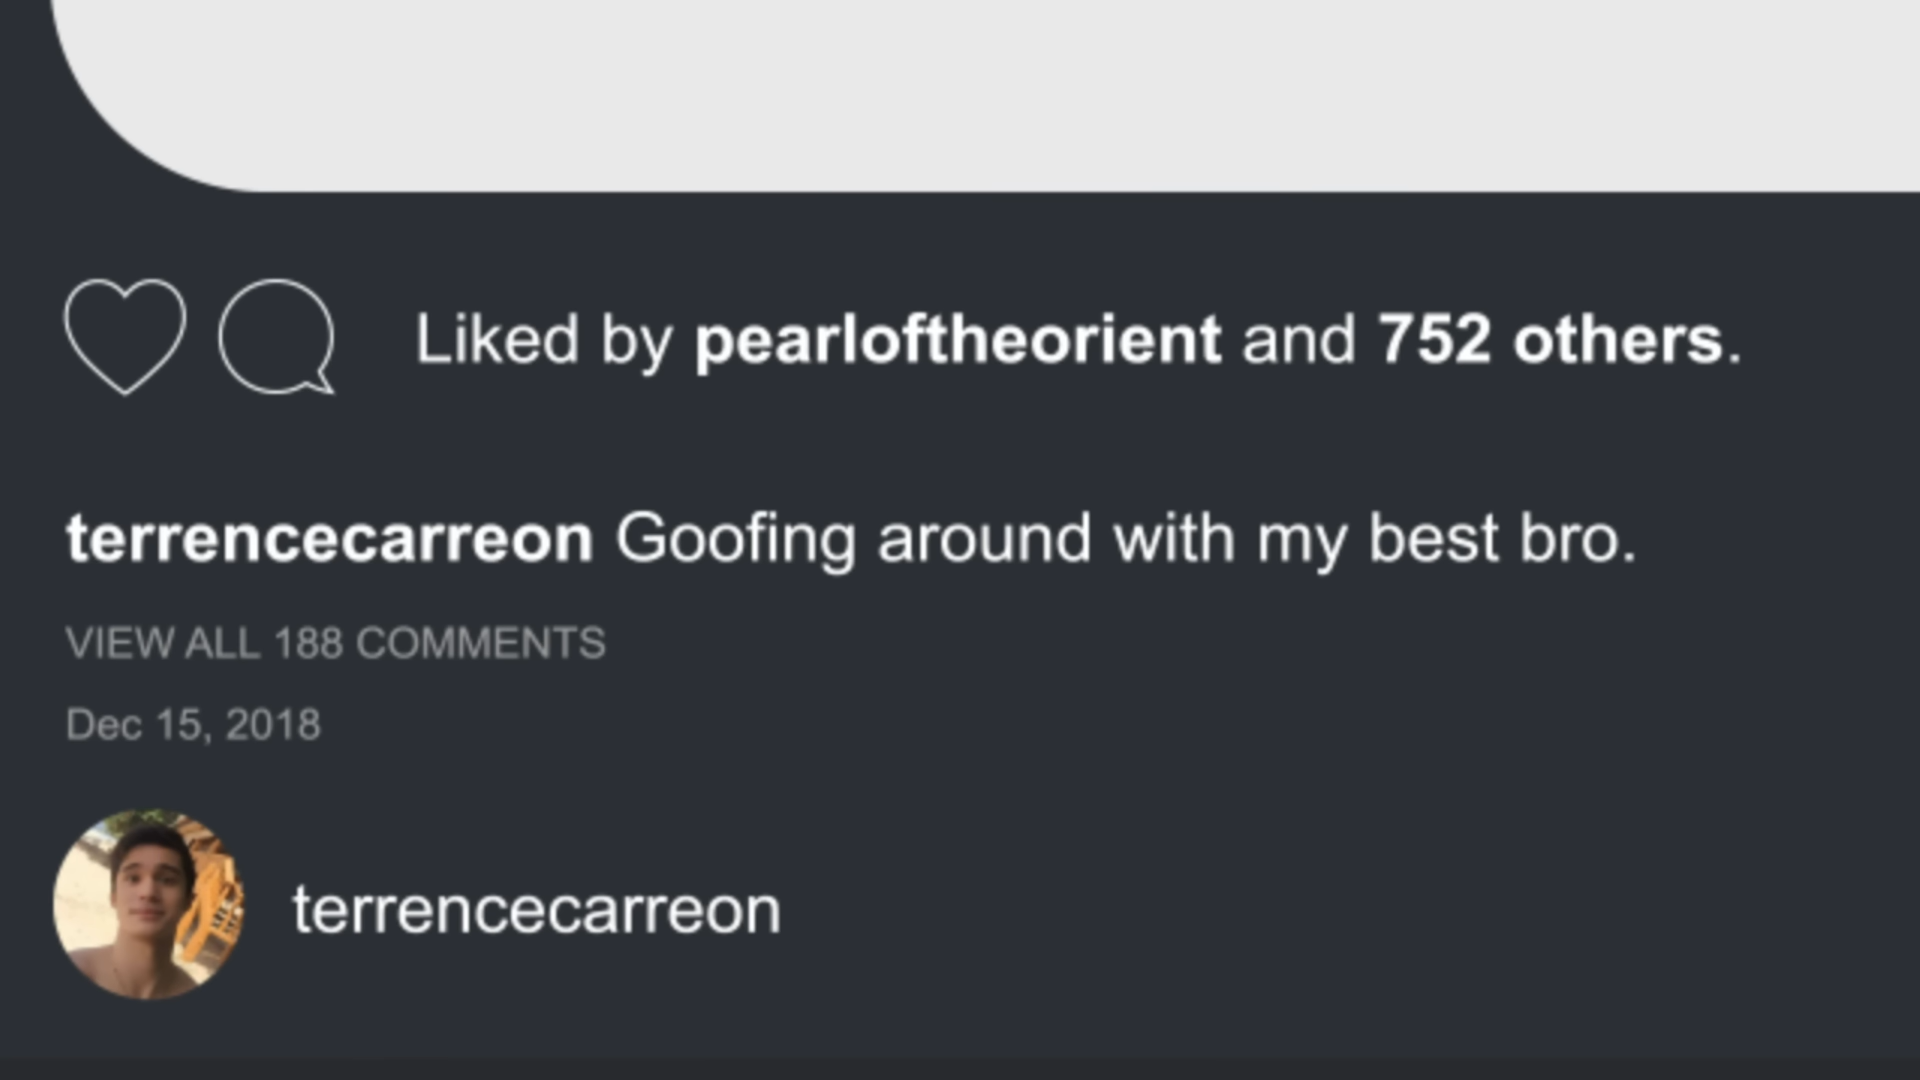 Liked by pearloftheorient and 752 others.
terrencecarreon Goofing around with my best bro.
VIEW ALL 188 COMMENTS
Dec 15, 2018
terrencecarreon